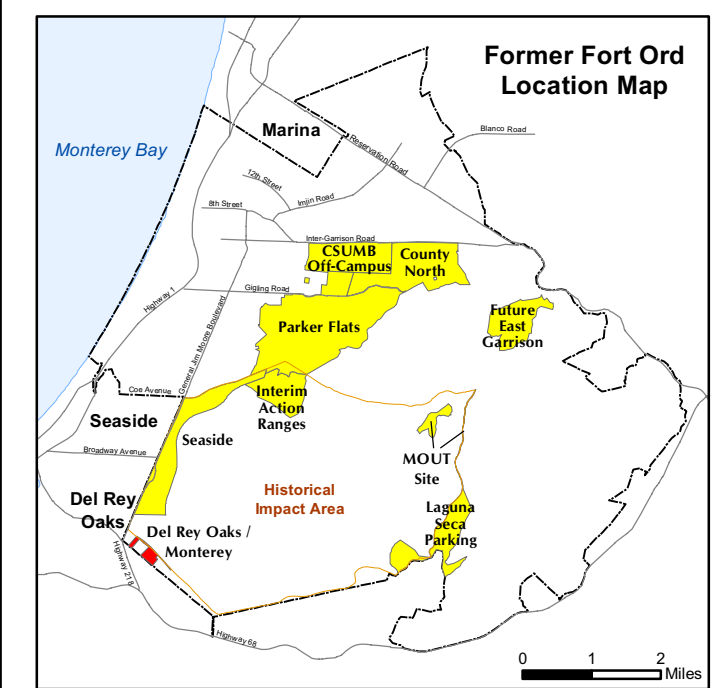 Former Fort Ord
Location Map
Marina
Blanco Road
Monterey Bay
Reservation Road
12th Street
Imjin Road
8th Street
Inter-Garrison Road
CSUMB
Off-Campus
County
North
Gigling Road
Highway 1
General Jim Moore Boulevard
Future
East
Garrison
Parker Flats
Coe Avenue
Interim
Action
Ranges
Seaside
Seaside
Broadway Avenue
MOUT
Site
Historical
Impact Area
Del Rey
Oaks
Laguna
Seca
Parking
Del Rey Oaks /
Monterey
Highway 218
Highway 68
0 1 2
Miles